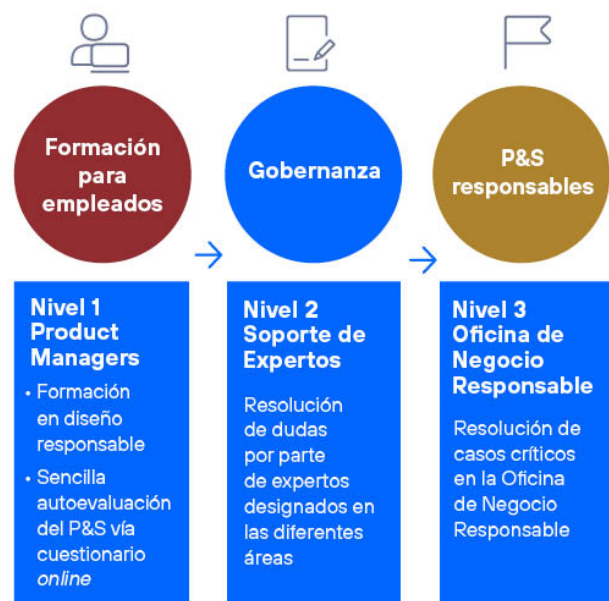 Formación
para
empleados
Gobernanza
P&S
responsables
Nivel 1
Product
Managers
• Formación
en diseño
responsable
• Sencilla
autoevaluación
del P&S vía
cuestionario
online
Nivel 2
Soporte de
Expertos
Resolución
de dudas
por parte
de expertos
designados en
las diferentes
áreas
Nivel 3
Oficina de
Negocio
Responsable
Resolución de
casos críticos
en la Oficina
de Negocio
Responsable